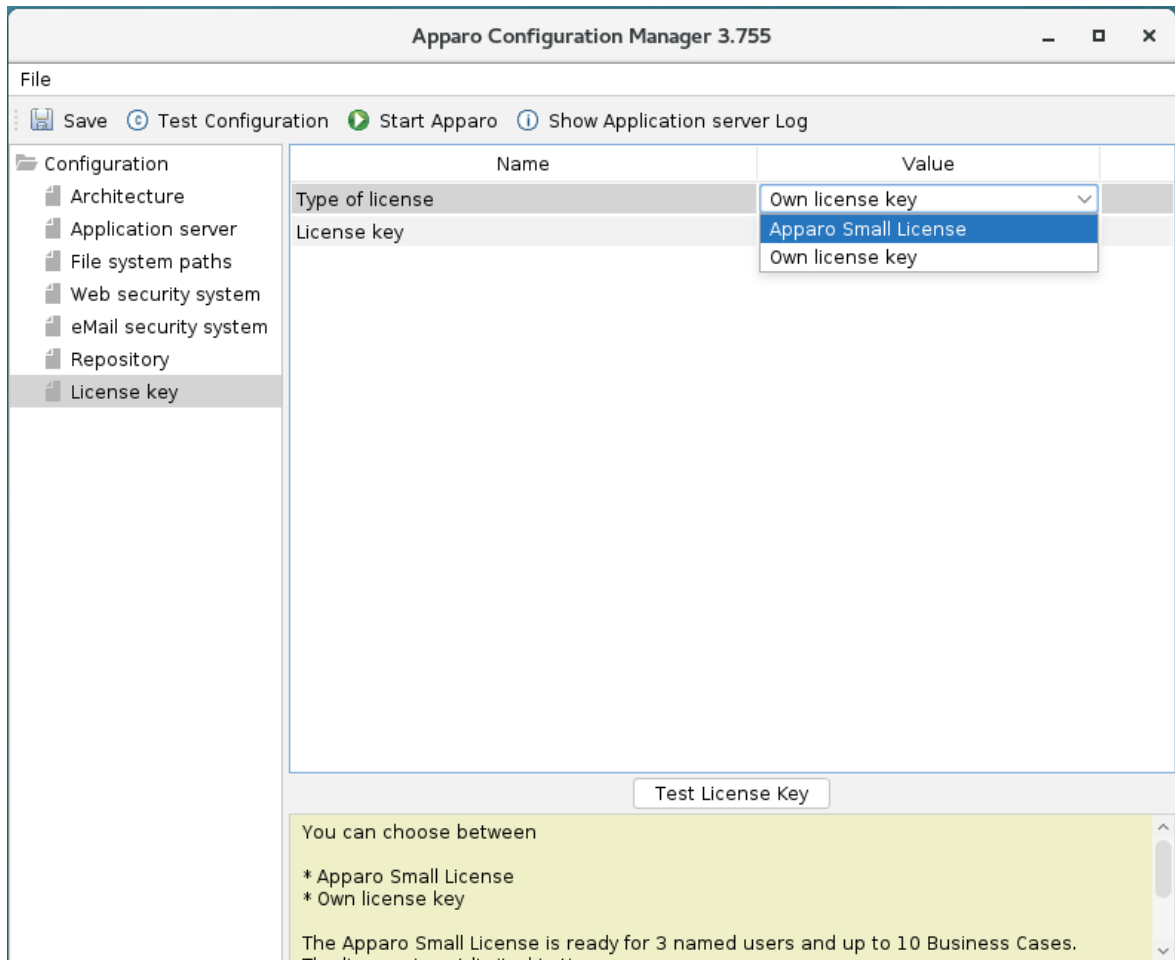 Apparo Configuration Manager 3.755
File
Save Test Configuration Start Apparo Show Application server Log
Configuration
Architecture
Application server
File system paths
Web security system
eMail security system
Repository
License key
Name Value
Type of license Own license key
License key Apparo Small License
Own license key
Test License Key
You can choose between
* Apparo Small License
* Own license key
The Apparo Small License is ready for 3 named users and up to 10 Business Cases.